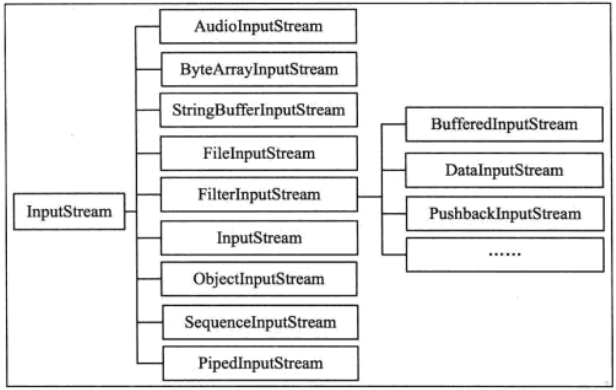 InputStream
AudioInputStream
ByteArrayInputStream
StringBufferInputStream
FileInputStream
FilterInputStream
InputStream
ObjectInputStream
SequenceInputStream
PipedInputStream
BufferedInputStream
DataInputStream
PushbackInputStream
……